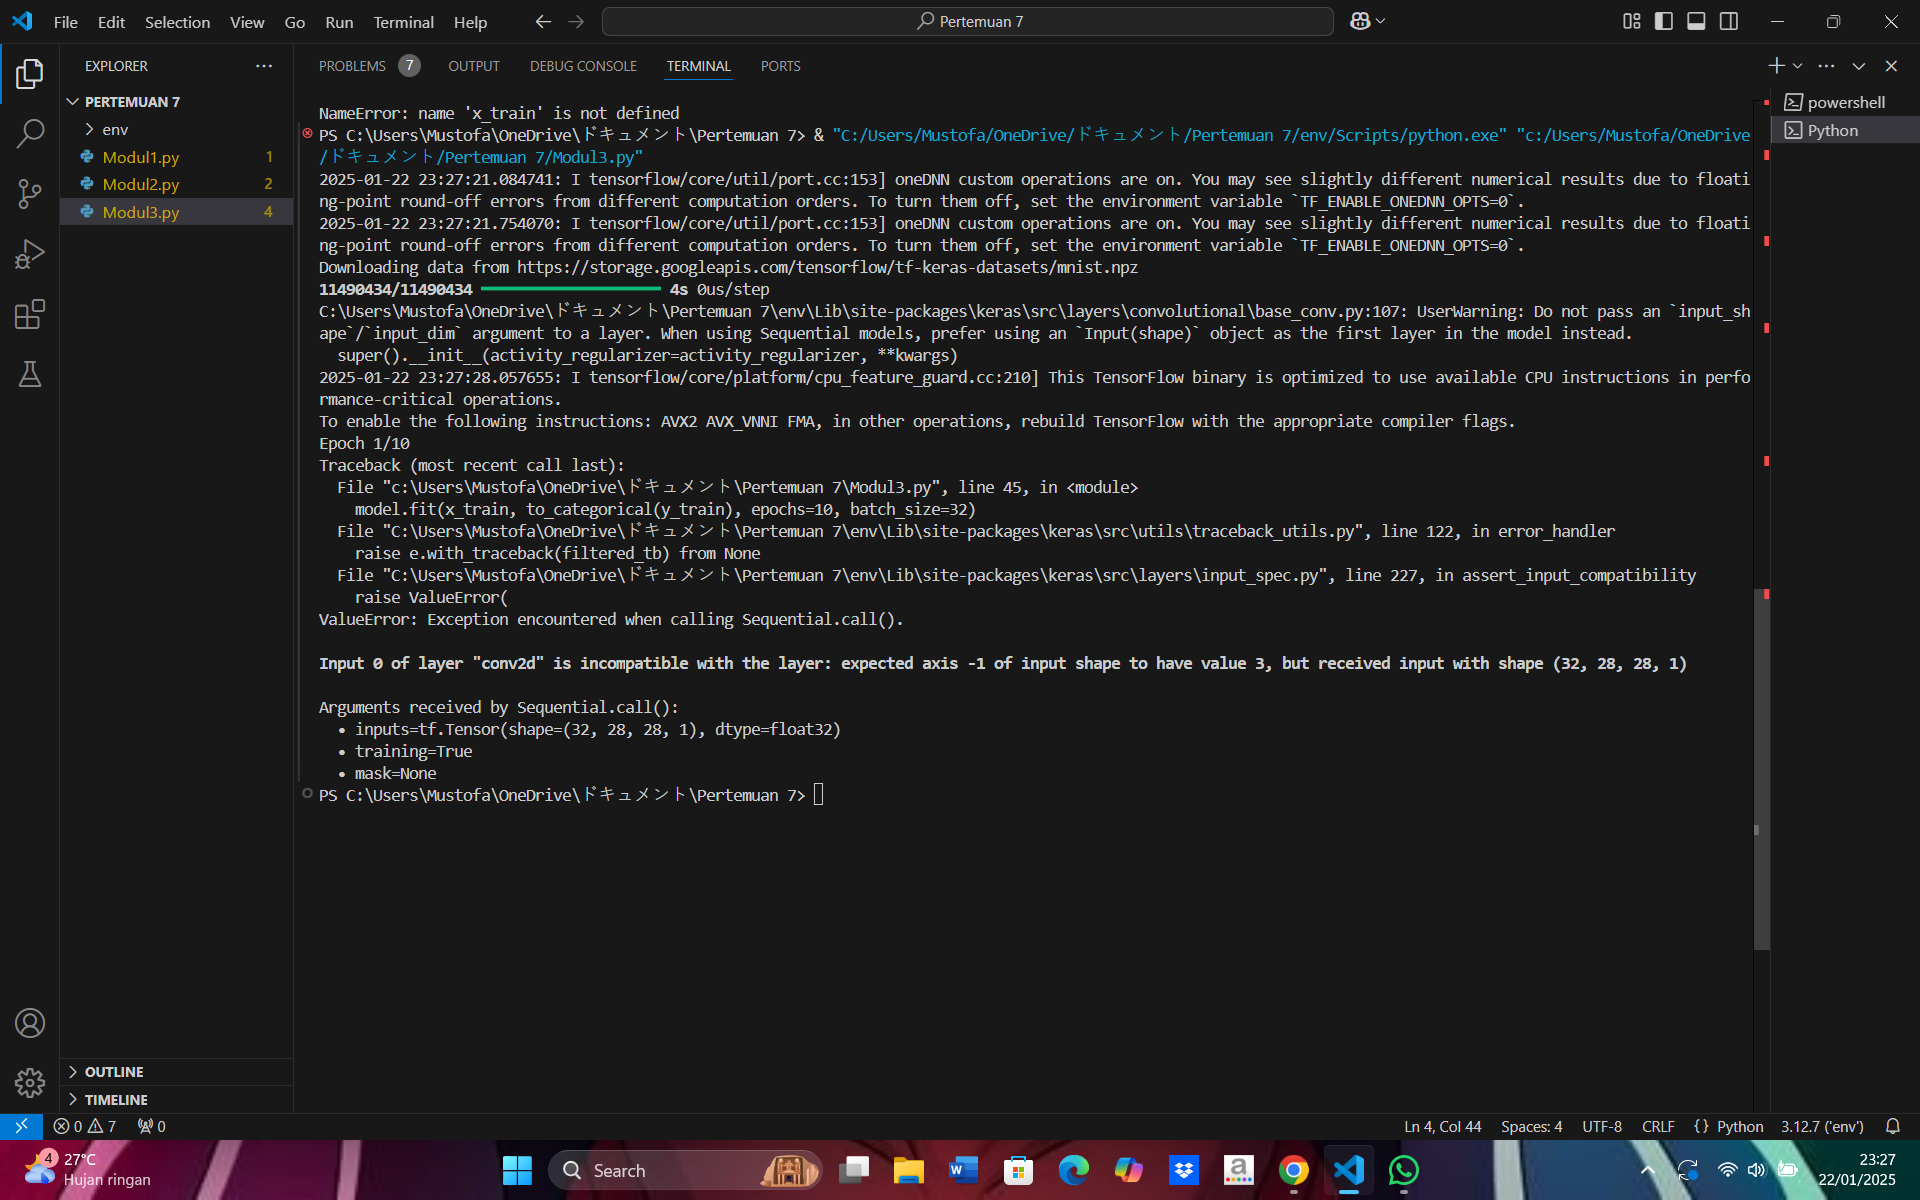 File Edit Selection View Go Run Terminal Help
Pertemuan 7
EXPLORER
PERTEMUAN 7
env
Modul1.py 1
Modul2.py 2
Modul3.py 4
OUTLINE
TIMELINE
PROBLEMS 7 OUTPUT DEBUG CONSOLE TERMINAL PORTS
NameError: name 'x_train' is not defined
PS C:\Users\Mustofa\OneDrive\ドキュメント\Pertemuan 7> & "C:/Users/Mustofa/OneDrive/ドキュメント/Pertemuan 7/env/Scripts/python.exe" "c:/Users/Mustofa/OneDrive
/ドキュメント/Pertemuan 7/Modul3.py"
2025-01-22 23:27:21.084741: I tensorflow/core/util/port.cc:153] oneDNN custom operations are on. You may see slightly different numerical results due to floati
ng-point round-off errors from different computation orders. To turn them off, set the environment variable `TF_ENABLE_ONEDNN_OPTS=0`.
2025-01-22 23:27:21.754070: I tensorflow/core/util/port.cc:153] oneDNN custom operations are on. You may see slightly different numerical results due to floati
ng-point round-off errors from different computation orders. To turn them off, set the environment variable `TF_ENABLE_ONEDNN_OPTS=0`.
Downloading data from https://storage.googleapis.com/tensorflow/tf-keras-datasets/mnist.npz
11490434/11490434 4s 0us/step
C:\Users\Mustofa\OneDrive\ドキュメント\Pertemuan 7\env\Lib\site-packages\keras\src\layers\convolutional\base_conv.py:107: UserWarning: Do not pass an `input_sh
ape`/`input_dim` argument to a layer. When using Sequential models, prefer using an `Input(shape)` object as the first layer in the model instead.
super().__init__(activity_regularizer=activity_regularizer, **kwargs)
2025-01-22 23:27:28.057655: I tensorflow/core/platform/cpu_feature_guard.cc:210] This TensorFlow binary is optimized to use available CPU instructions in perfo
rmance-critical operations.
To enable the following instructions: AVX2 AVX_VNNI FMA, in other operations, rebuild TensorFlow with the appropriate compiler flags.
Epoch 1/10
Traceback (most recent call last):
File "c:\Users\Mustofa\OneDrive\ドキュメント\Pertemuan 7\Modul3.py", line 45, in <module>
model.fit(x_train, to_categorical(y_train), epochs=10, batch_size=32)
File "C:\Users\Mustofa\OneDrive\ドキュメント\Pertemuan 7\env\Lib\site-packages\keras\src\utils\traceback_utils.py", line 122, in error_handler
raise e.with_traceback(filtered_tb) from None
File "C:\Users\Mustofa\OneDrive\ドキュメント\Pertemuan 7\env\Lib\site-packages\keras\src\layers\input_spec.py", line 227, in assert_input_compatibility
raise ValueError(
ValueError: Exception encountered when calling Sequential.call().
Input 0 of layer "conv2d" is incompatible with the layer: expected axis -1 of input shape to have value 3, but received input with shape (32, 28, 28, 1)
Arguments received by Sequential.call():
• inputs=tf.Tensor(shape=(32, 28, 28, 1), dtype=float32)
• training=True
• mask=None
PS C:\Users\Mustofa\OneDrive\ドキュメント\Pertemuan 7>
powershell
Python
0 7 0
Ln 4, Col 44 Spaces: 4 UTF-8 CRLF {} Python 3.12.7 ('env')
4
27°C
Hujan ringan
Search
W
a
23:27
22/01/2025